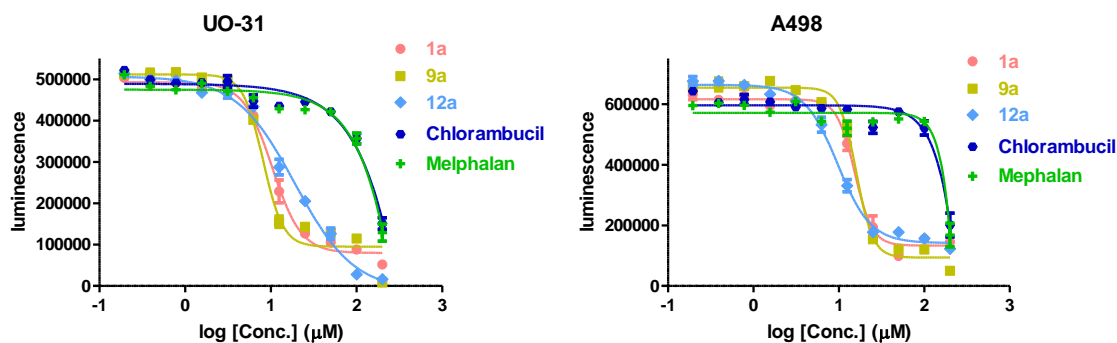 UO-31
1a
9a
12a
Chlorambucil
Melphalan
luminescence
500000
400000
300000
200000
100000
0
-1 0 1 2 3
log [Conc.] (μM)
A498
1a
9a
12a
Chlorambucil
Mephalan
luminescence
800000
600000
400000
200000
0
-1 0 1 2 3
log [Conc.] (μM)